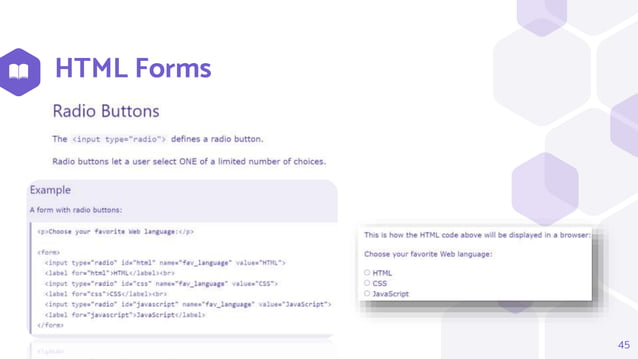 HTML Forms
Radio Buttons
The <input type="radio"> defines a radio button.
Radio buttons let a user select ONE of a limited number of choices.
Example
A form with radio buttons:
<p>Choose your favorite Web language:</p>
<form>
<input type="radio" id="html" name="fav_language" value="HTML">
<label for="html">HTML</label><br>
<input type="radio" id="css" name="fav_language" value="CSS">
<label for="css">CSS</label><br>
<input type="radio" id="javascript" name="fav_language" value="JavaScript">
<label for="javascript">JavaScript</label>
</form>
This is how the HTML code above will be displayed in a browser:
Choose your favorite Web language:
HTML
CSS
JavaScript
45